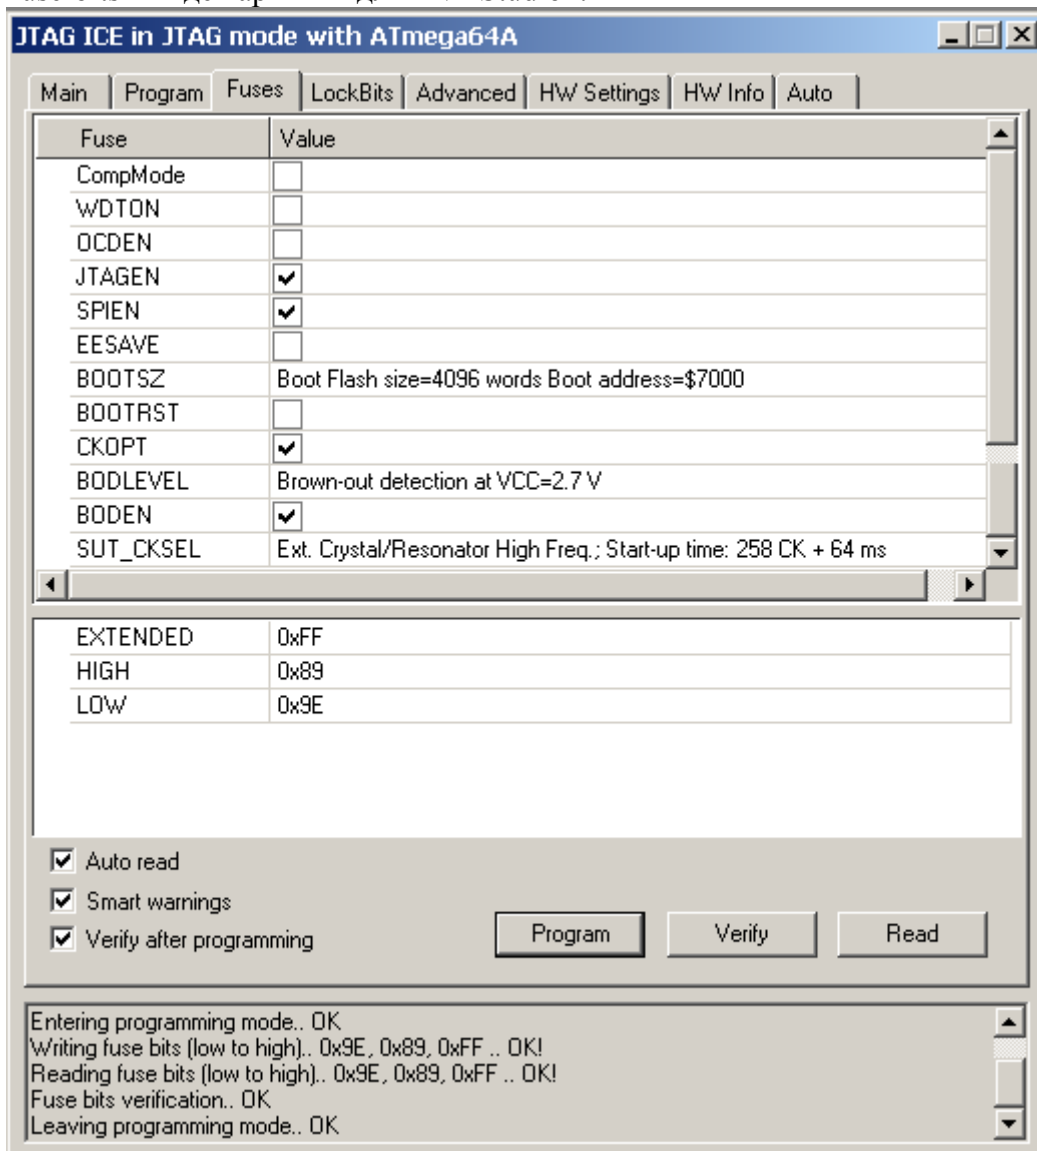 JTAG ICE in JTAG mode with ATmega64A
Main Program Fuses LockBits Advanced HW Settings HW Info Auto
Fuse Value
CompMode
WDTON
OCDEN
JTAGEN
SPIEN
EESAVE
BOOTSZ Boot Flash size=4096 words Boot address=$7000
BOOTRST
CKOPT
BODLEVEL Brown-out detection at VCC=2.7 V
BODEN
SUT_CKSEL Ext. Crystal/Resonator High Freq.; Start-up time: 258 CK + 64 ms
EXTENDED 0xFF
HIGH 0x89
LOW 0x9E
Auto read
Smart warnings
Verify after programming
Program Verify Read
Entering programming mode.. OK
Writing fuse bits (low to high).. 0x9E, 0x89, 0xFF .. OK!
Reading fuse bits (low to high).. 0x9E, 0x89, 0xFF .. OK!
Fuse bits verification.. OK
Leaving programming mode.. OK